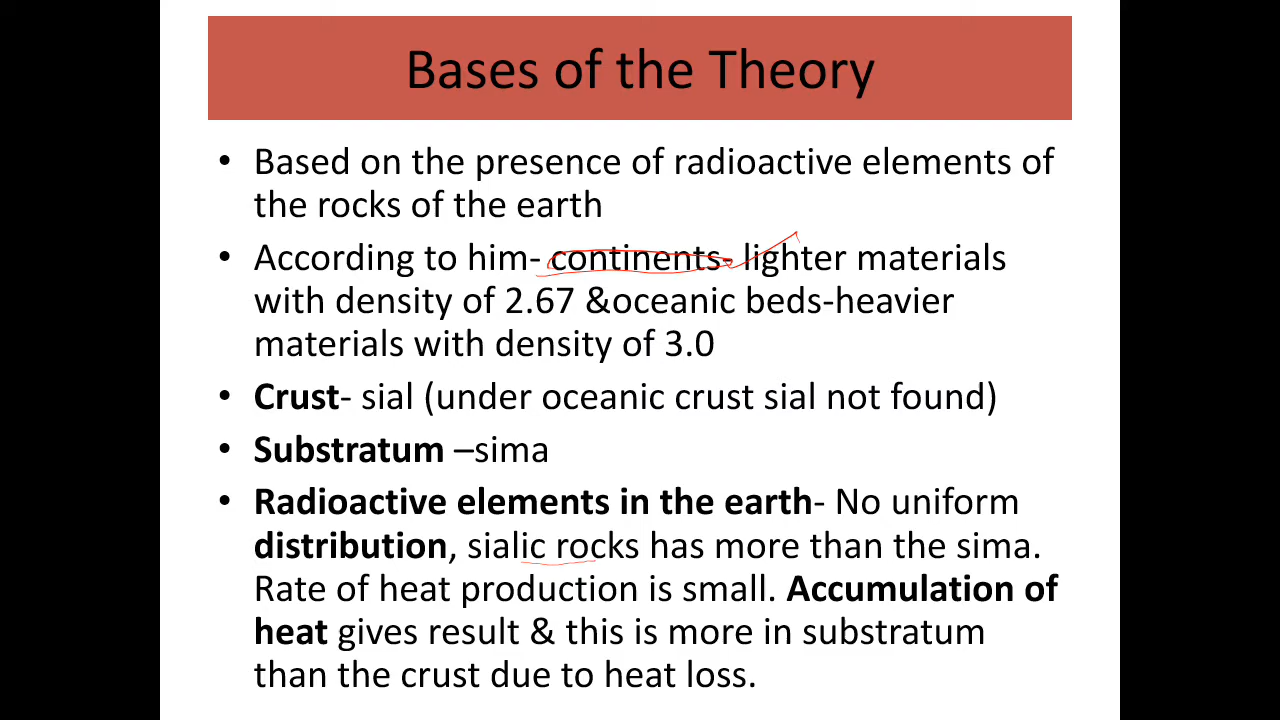 Bases of the Theory
• Based on the presence of radioactive elements of
the rocks of the earth
• According to him- continents- lighter materials
with density of 2.67 &oceanic beds-heavier
materials with density of 3.0
• Crust- sial (under oceanic crust sial not found)
• Substratum –sima
• Radioactive elements in the earth- No uniform
distribution, sialic rocks has more than the sima.
Rate of heat production is small. Accumulation of
heat gives result & this is more in substratum
than the crust due to heat loss.